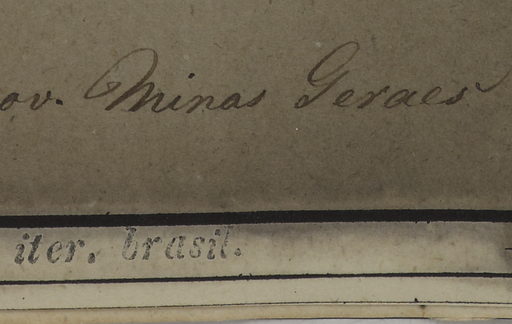 ov. Minas Geraes
iter. brasil.